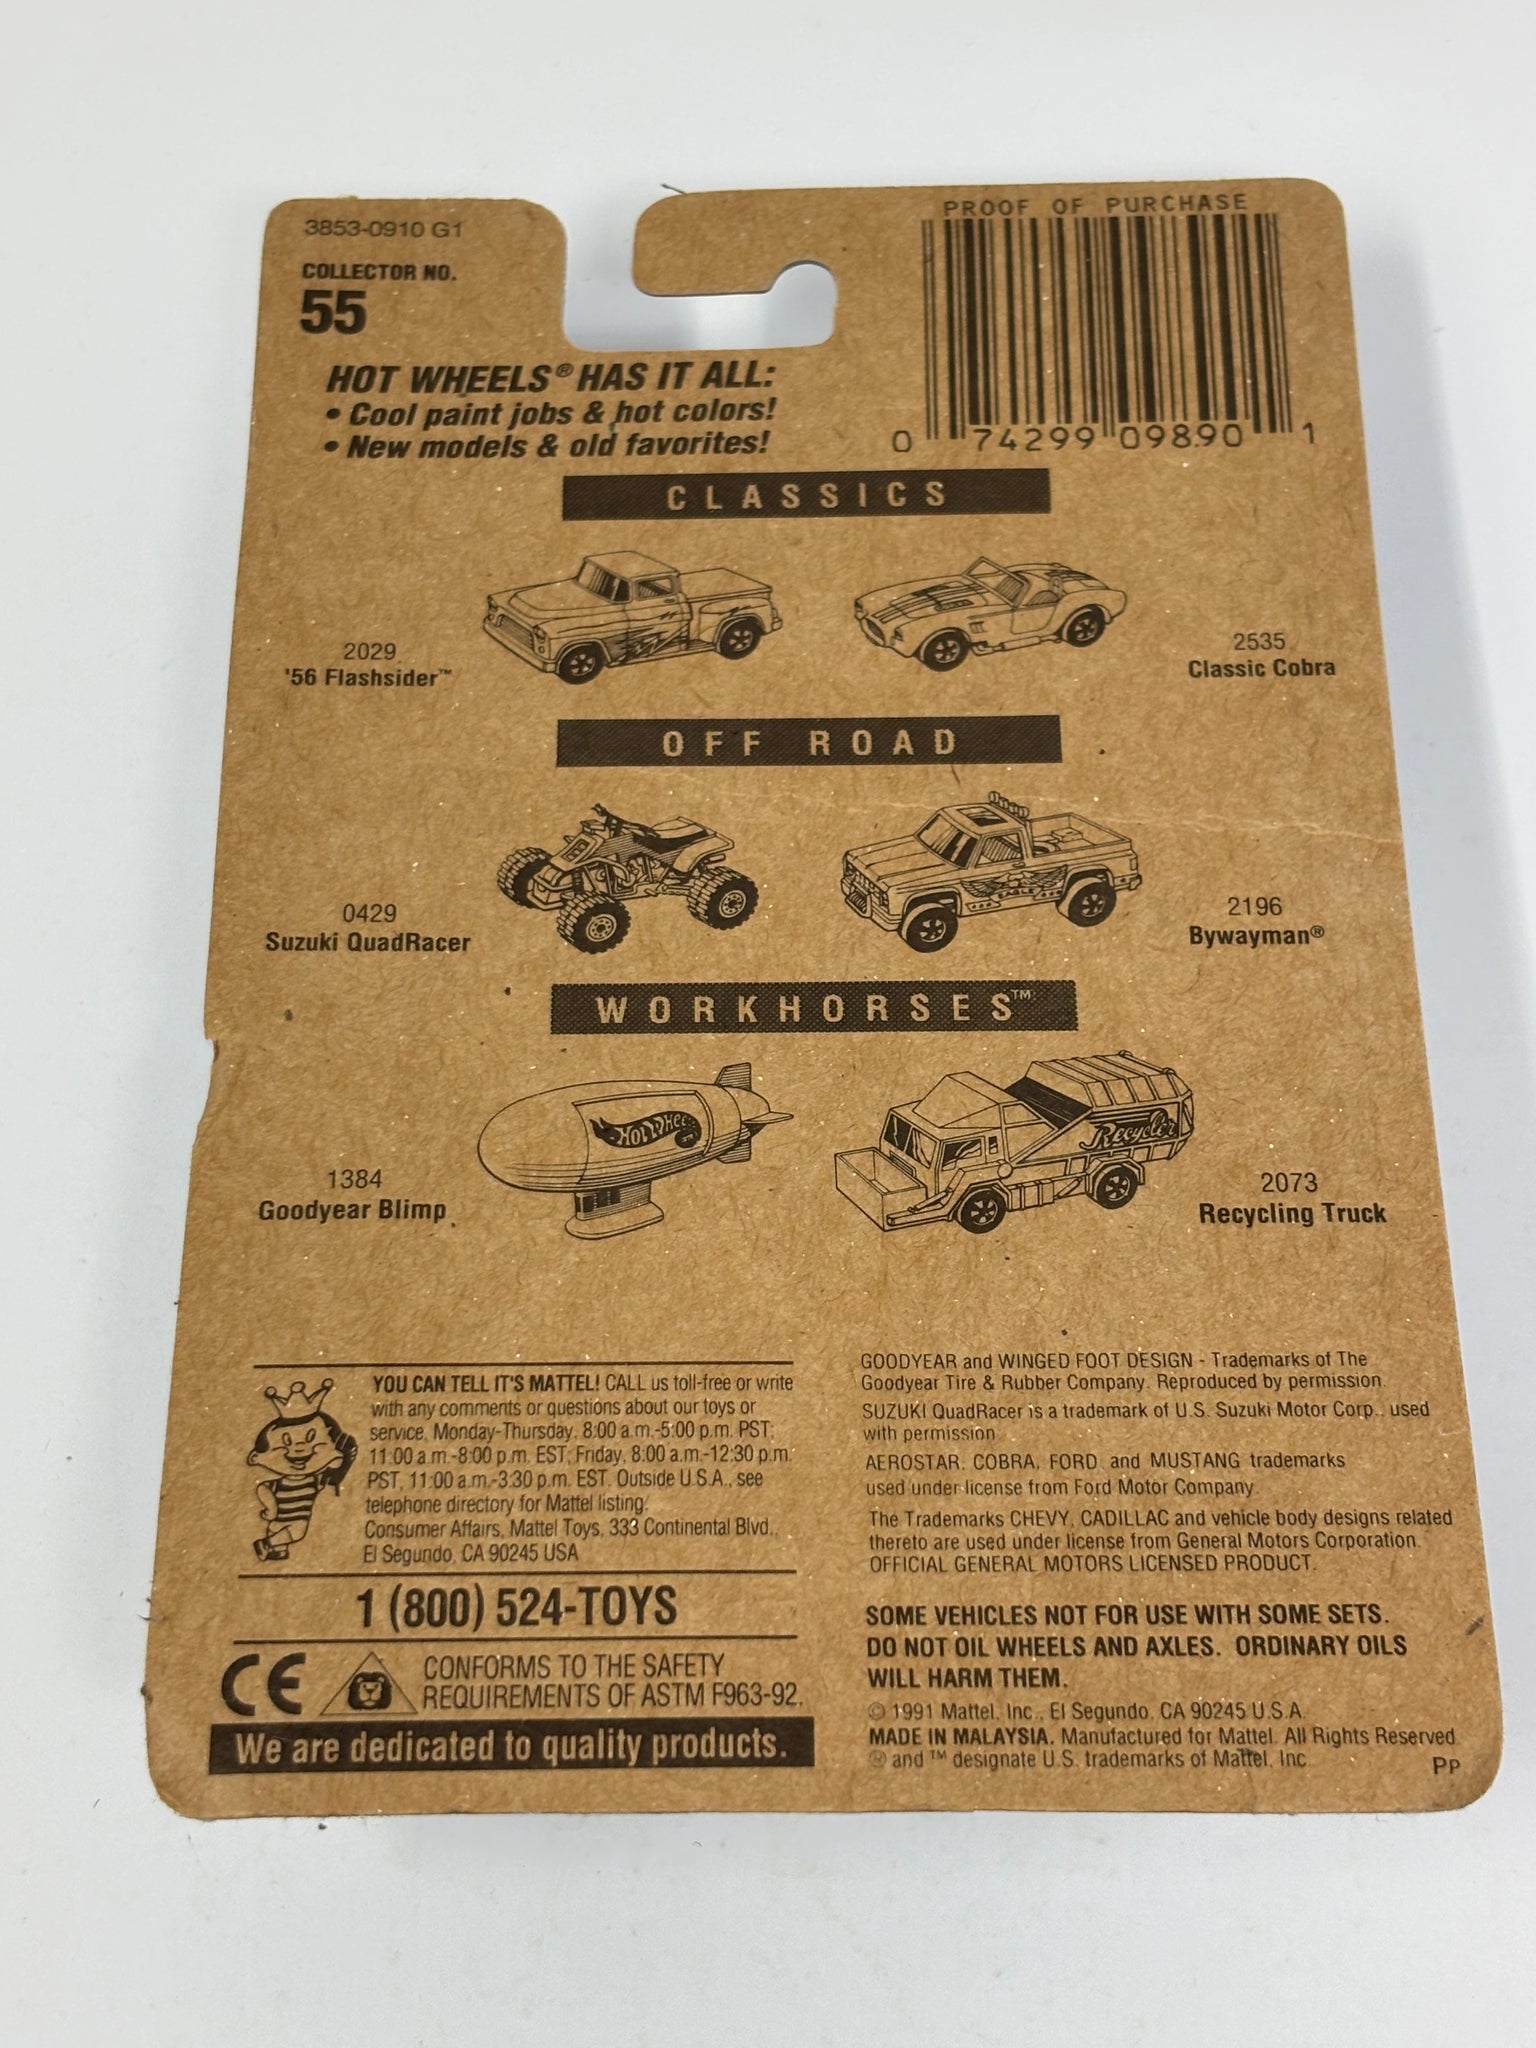 3853-0910 G1
COLLECTOR NO.
55
PROOF OF PURCHASE
0 74299 09890 1
HOT WHEELS® HAS IT ALL:
• Cool paint jobs & hot colors!
• New models & old favorites!
CLASSICS
2029
'56 Flashsider™
2535
Classic Cobra
OFF ROAD
0429
Suzuki QuadRacer
EAGLE
2196
Bywayman®
WORKHORSES™
1384
Goodyear Blimp
Hot Wheels
Recycler
2073
Recycling Truck
YOU CAN TELL IT'S MATTEL! CALL us toll-free or write
with any comments or questions about our toys or
service, Monday-Thursday, 8:00 a.m.-5:00 p.m. PST;
11:00 a.m.-8:00 p.m. EST; Friday, 8:00 a.m.-12:30 p.m.
PST, 11:00 a.m.-3:30 p.m. EST. Outside U.S.A., see
telephone directory for Mattel listing.
Consumer Affairs, Mattel Toys, 333 Continental Blvd.,
El Segundo, CA 90245 USA
1 (800) 524-TOYS
CE
CONFORMS TO THE SAFETY
REQUIREMENTS OF ASTM F963-92.
We are dedicated to quality products.
GOODYEAR and WINGED FOOT DESIGN - Trademarks of The
Goodyear Tire & Rubber Company. Reproduced by permission.
SUZUKI QuadRacer is a trademark of U.S. Suzuki Motor Corp., used
with permission
AEROSTAR, COBRA, FORD and MUSTANG trademarks
used under license from Ford Motor Company.
The Trademarks CHEVY, CADILLAC and vehicle body designs related
thereto are used under license from General Motors Corporation.
OFFICIAL GENERAL MOTORS LICENSED PRODUCT.
SOME VEHICLES NOT FOR USE WITH SOME SETS.
DO NOT OIL WHEELS AND AXLES. ORDINARY OILS
WILL HARM THEM.
© 1991 Mattel, Inc., El Segundo, CA 90245 U.S.A.
MADE IN MALAYSIA. Manufactured for Mattel. All Rights Reserved
® and ™ designate U.S. trademarks of Mattel, Inc
PP